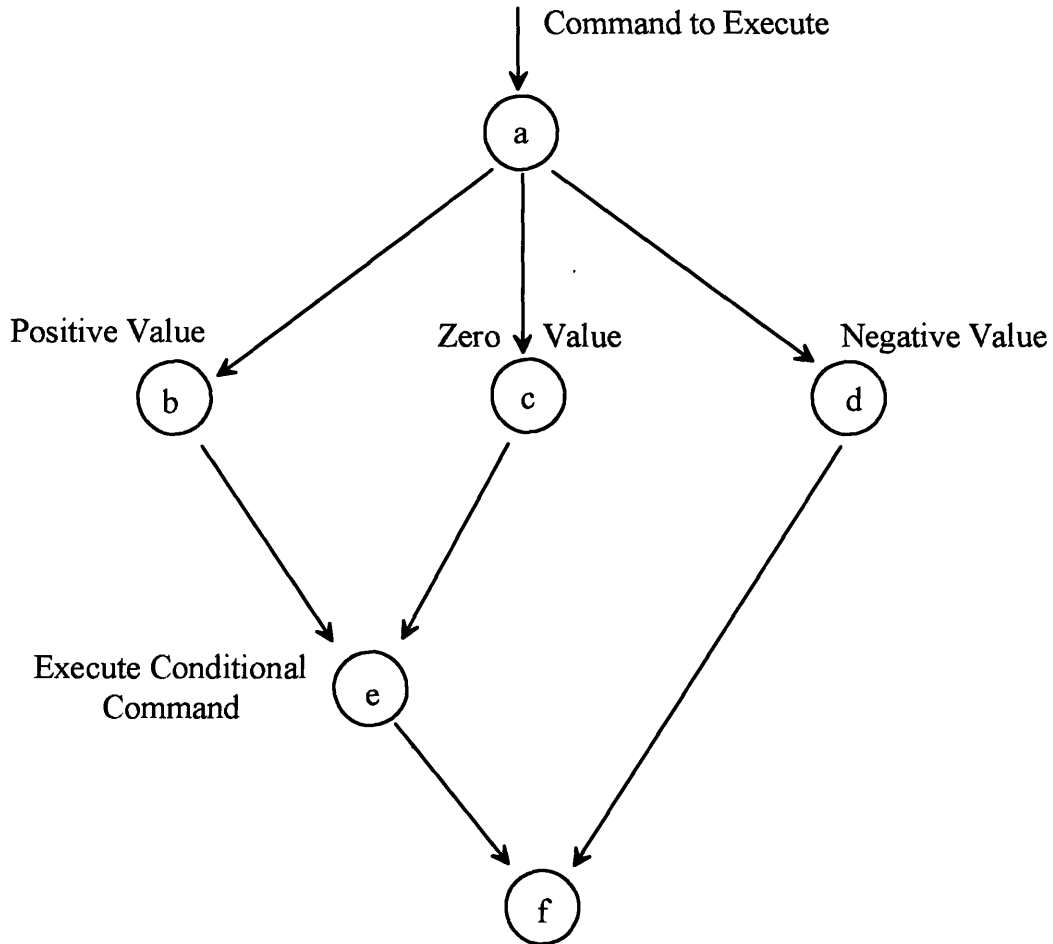 Command to Execute
a
Positive Value
Zero Value
Negative Value
b
c
d
Execute Conditional
Command
e
f